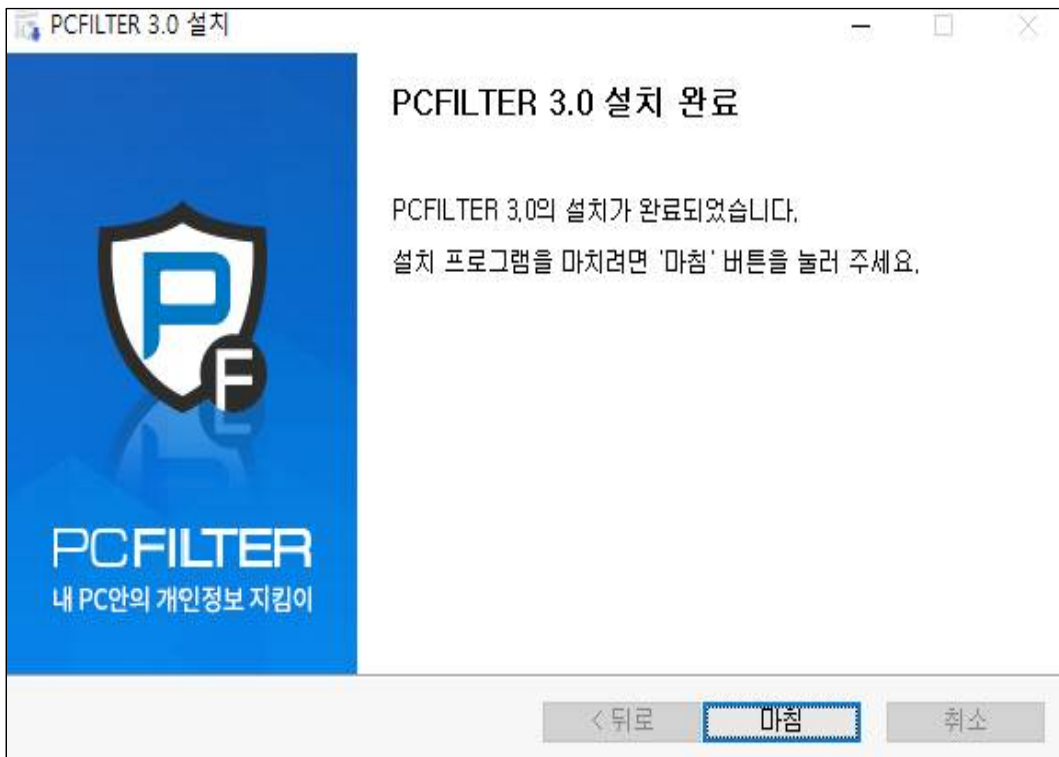 PCFILTER 3.0 설치
PCFILTER 3.0 설치 완료
PCFILTER 3.0의 설치가 완료되었습니다.
설치 프로그램을 마치려면 '마침' 버튼을 눌러 주세요.
P
F
PCFILTER
내 PC안의 개인정보 지킴이
< 뒤로
마침
취소